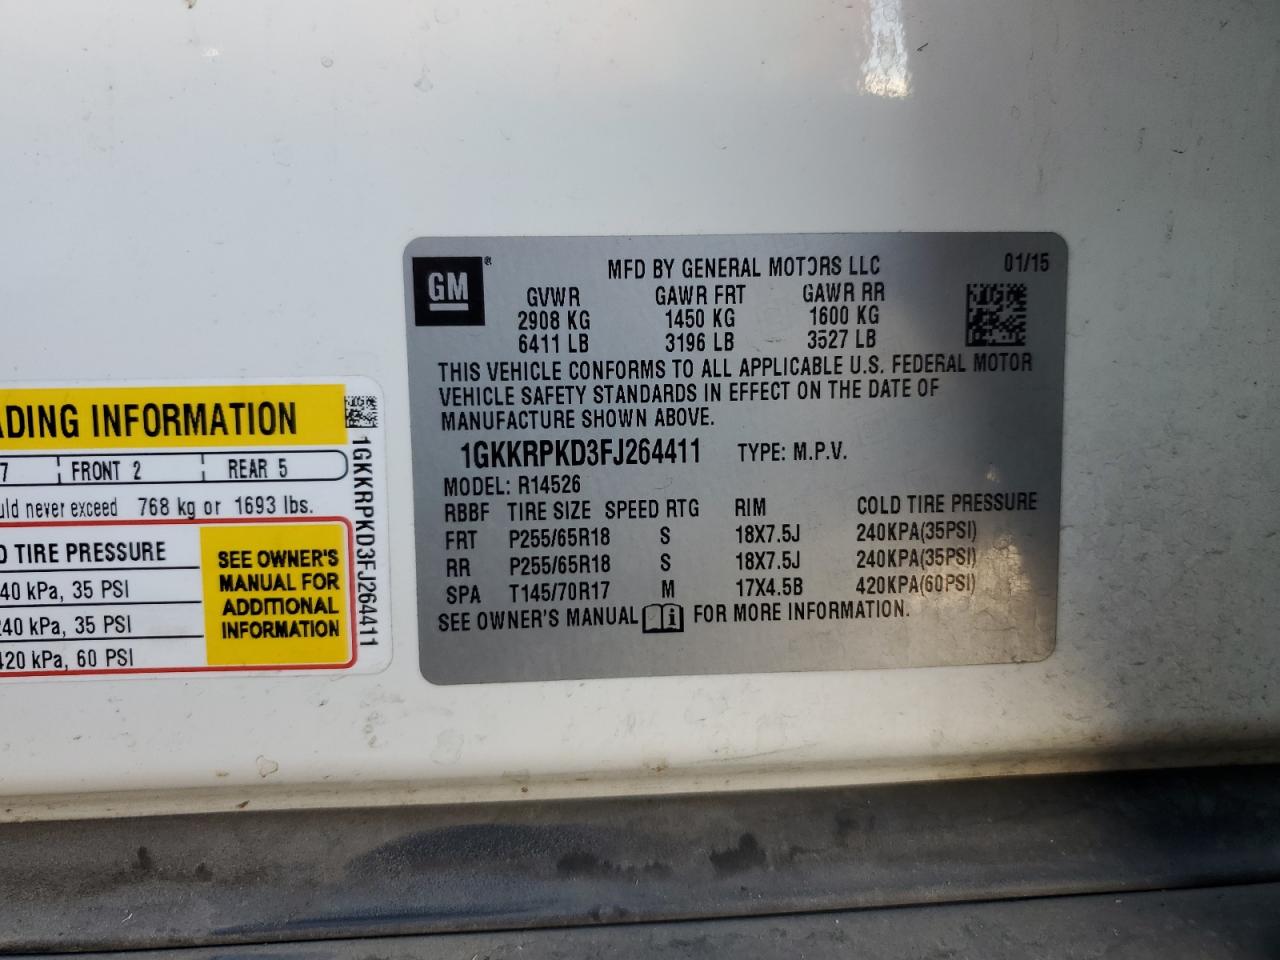 GM®
MFD BY GENERAL MOTORS LLC 01/15
GVWR GAWR FRT GAWR RR
2908 KG 1450 KG 1600 KG
6411 LB 3196 LB 3527 LB
THIS VEHICLE CONFORMS TO ALL APPLICABLE U.S. FEDERAL MOTOR
VEHICLE SAFETY STANDARDS IN EFFECT ON THE DATE OF
MANUFACTURE SHOWN ABOVE.
1GKKRPKD3FJ264411 TYPE: M.P.V.
MODEL: R14526
RBBF TIRE SIZE SPEED RTG RIM COLD TIRE PRESSURE
FRT P255/65R18 S 18X7.5J 240KPA(35PSI)
RR P255/65R18 S 18X7.5J 240KPA(35PSI)
SPA T145/70R17 M 17X4.5B 420KPA(60PSI)
SEE OWNER'S MANUAL i FOR MORE INFORMATION.
ADING INFORMATION
7 FRONT 2 REAR 5
uld never exceed 768 kg or 1693 lbs.
D TIRE PRESSURE
240 kPa, 35 PSI
240 kPa, 35 PSI
420 kPa, 60 PSI
SEE OWNER'S
MANUAL FOR
ADDITIONAL
INFORMATION
1GKKRPKD3FJ264411